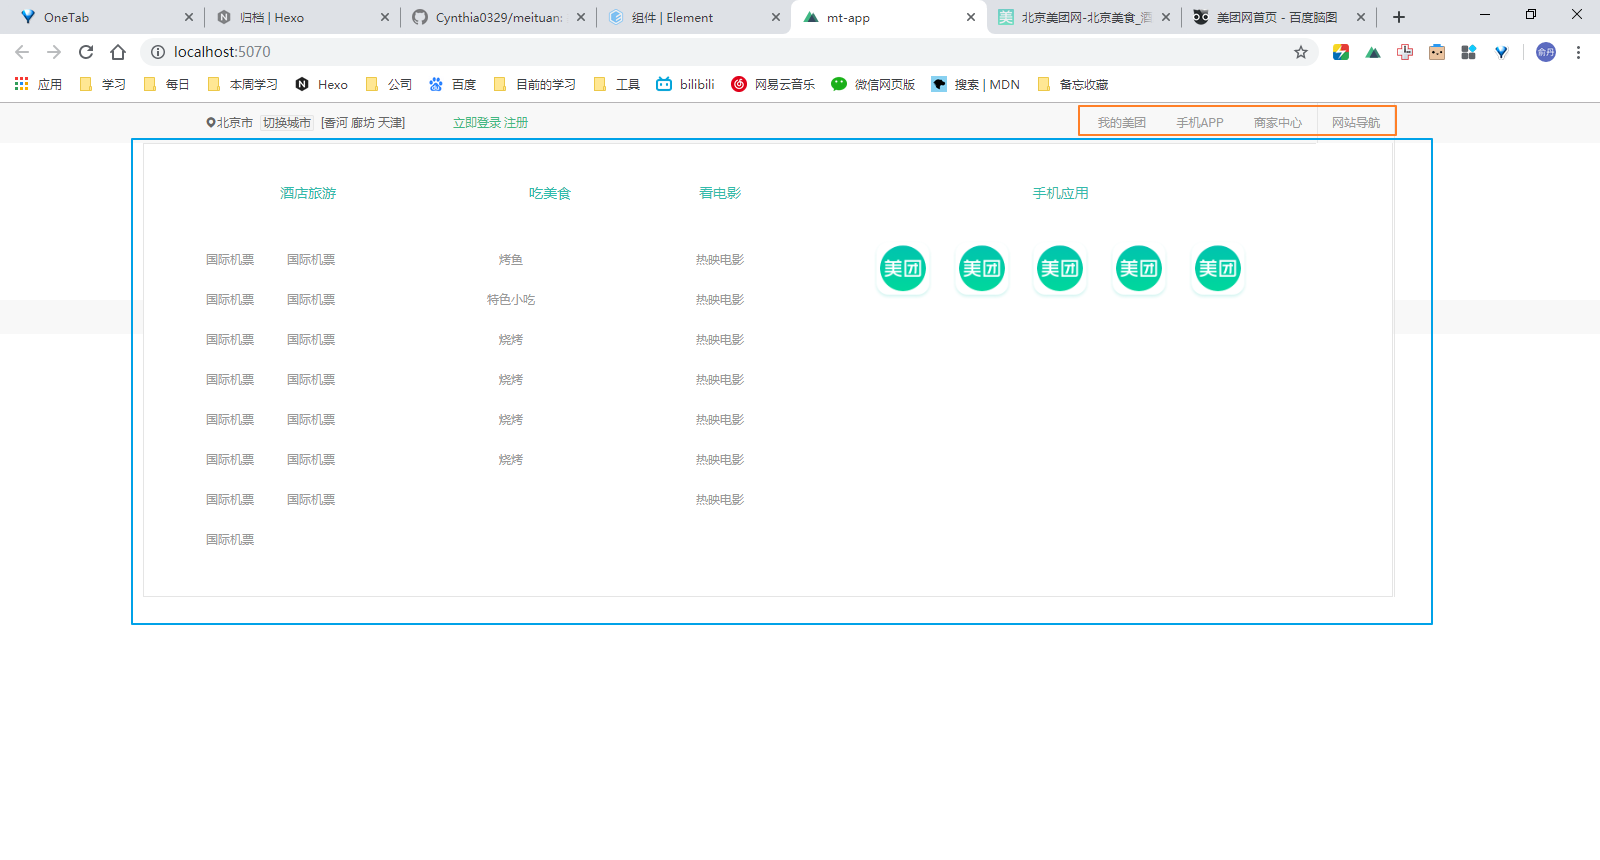 OneTab
归档 | Hexo
Cynthia0329/meituan:
组件 | Element
mt-app
北京美团网-北京美食_酒
美团网首页 - 百度脑图
localhost:5070
俞丹
应用 学习 每日 本周学习 Hexo 公司 百度 目前的学习 工具 bilibili 网易云音乐 微信网页版 搜索 | MDN 备忘收藏
北京市 切换城市 [香河 廊坊 天津] 立即登录 注册 我的美团 手机APP 商家中心 网站导航
酒店旅游 吃美食 看电影 手机应用
国际机票 国际机票 烤鱼 热映电影 美团 美团 美团 美团 美团
国际机票 国际机票 特色小吃 热映电影
国际机票 国际机票 烧烤 热映电影
国际机票 国际机票 烧烤 热映电影
国际机票 国际机票 烧烤 热映电影
国际机票 国际机票 烧烤 热映电影
国际机票 国际机票 热映电影
国际机票